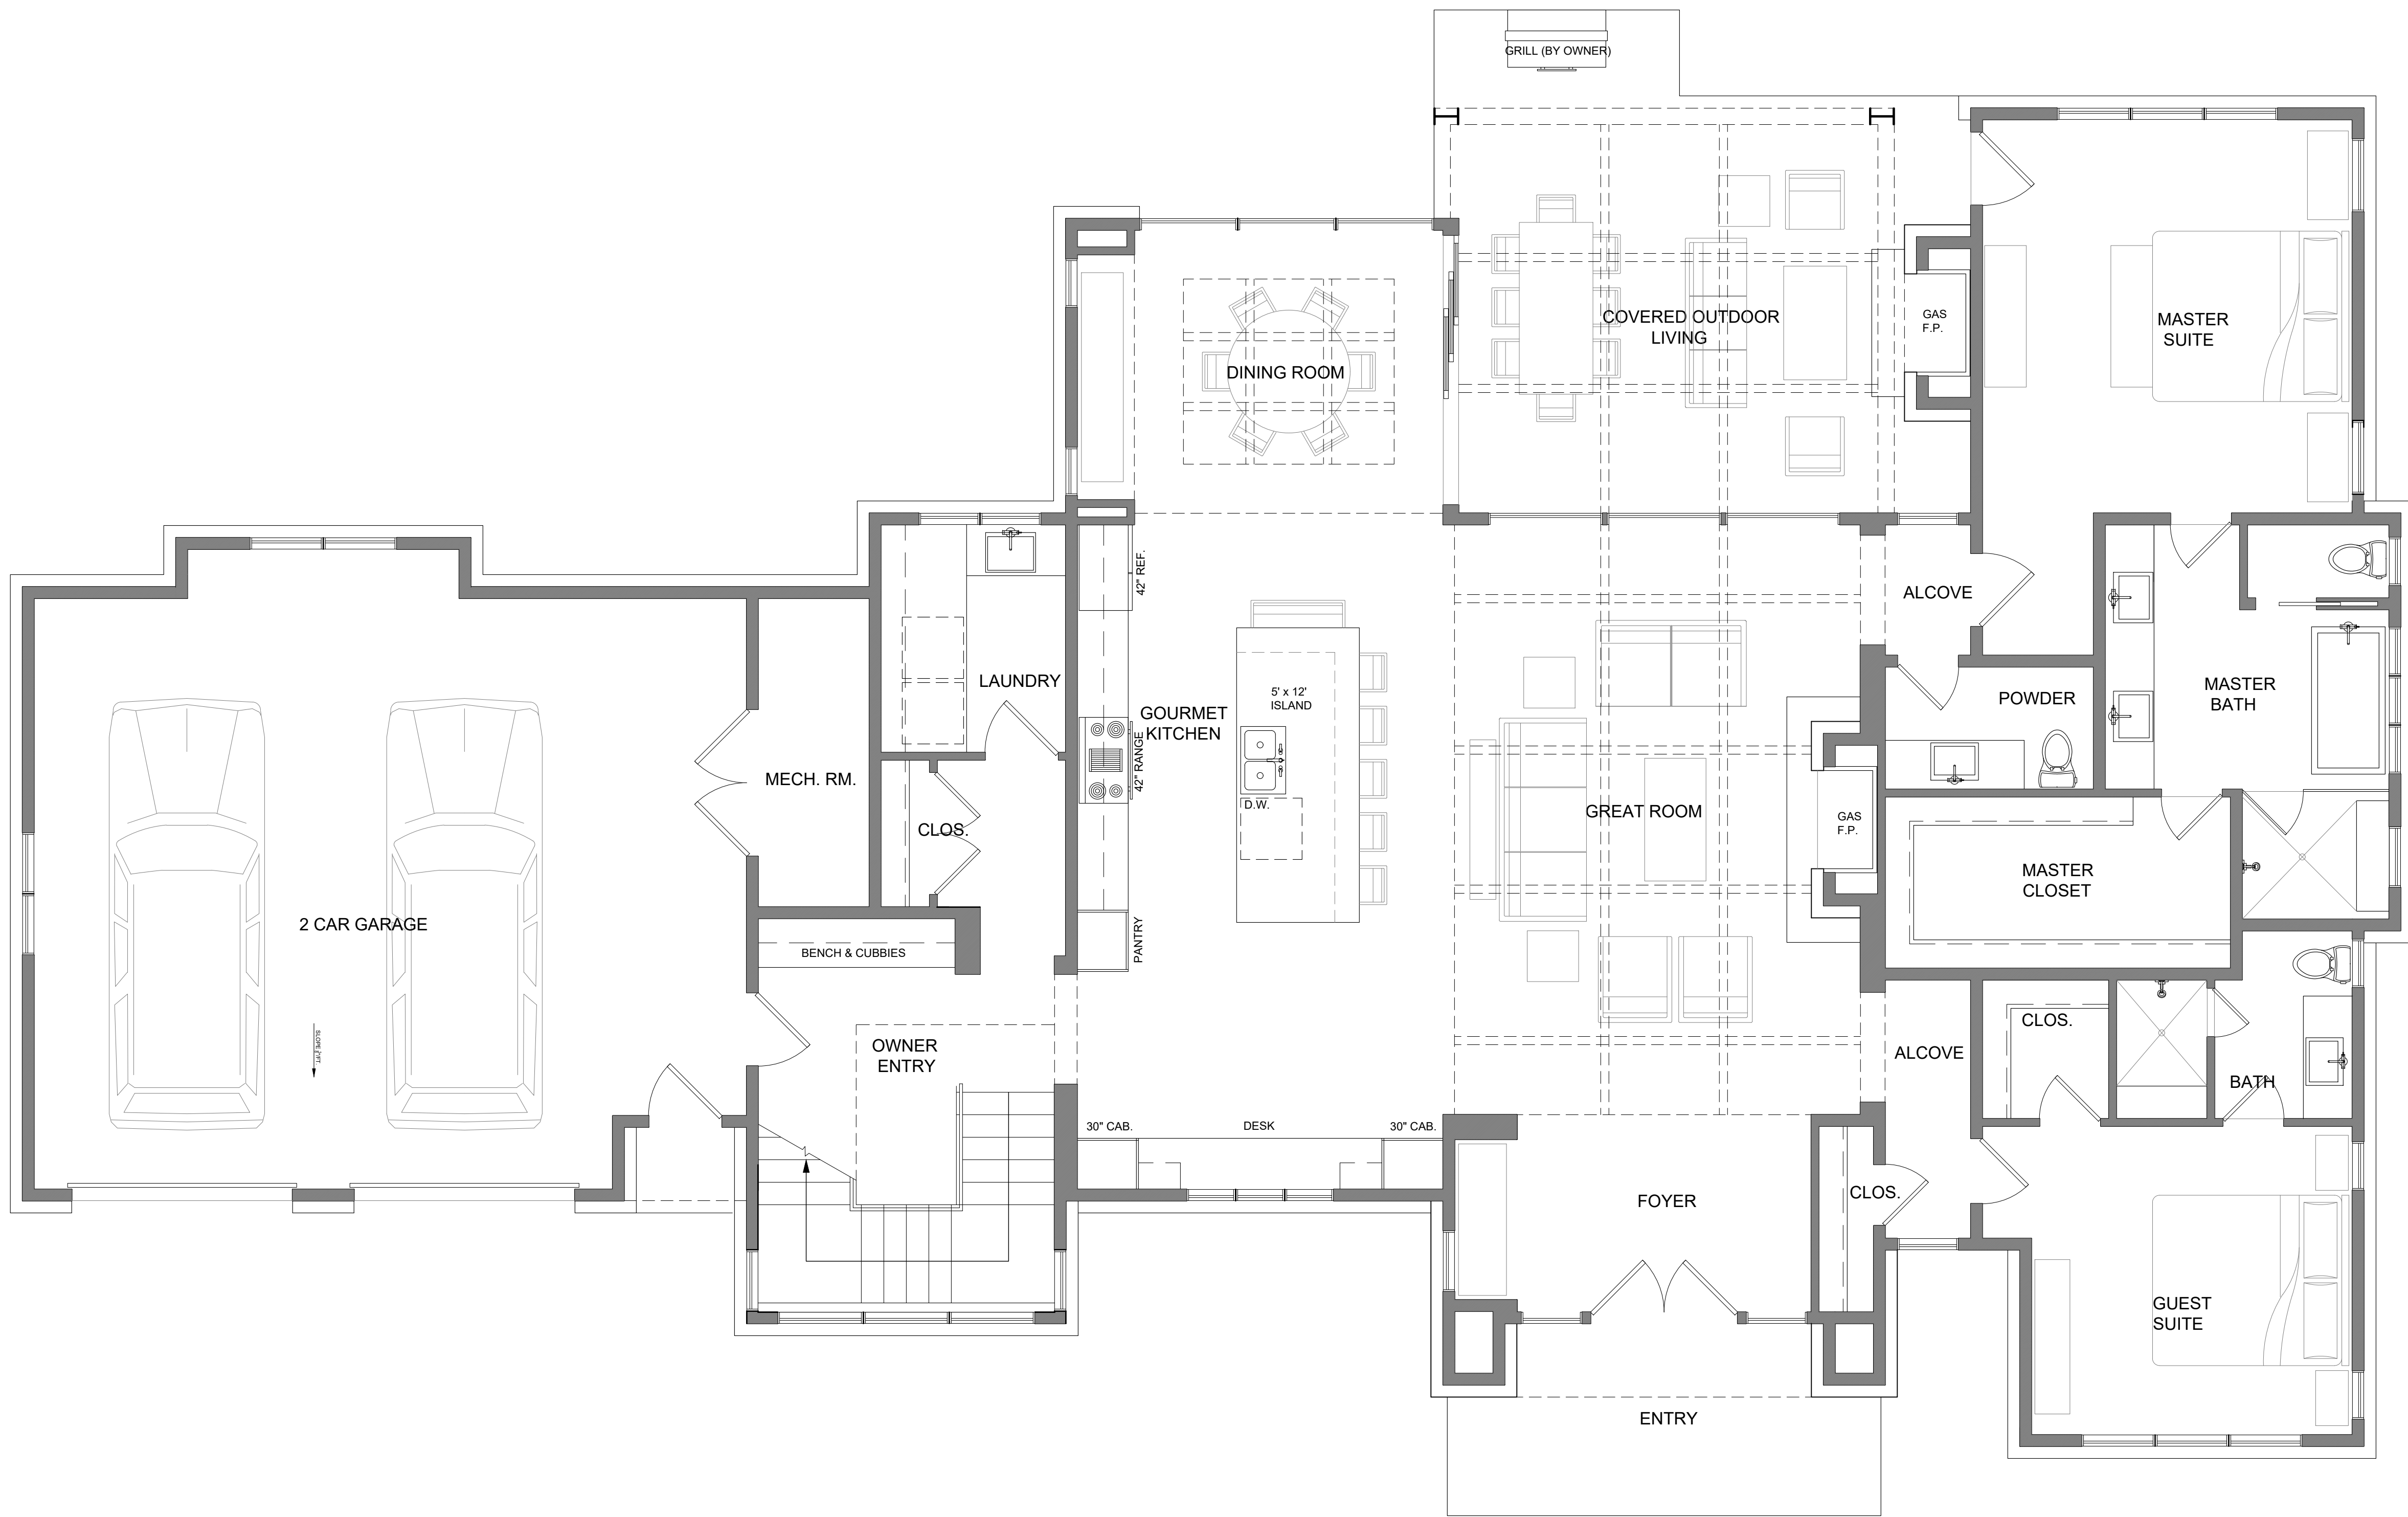 GRILL (BY OWNER)
COVERED OUTDOOR
LIVING
GAS
F.P.
MASTER
SUITE
DINING ROOM
42" REF.
ALCOVE
LAUNDRY
GOURMET
KITCHEN
5' x 12'
ISLAND
POWDER
MASTER
BATH
MECH. RM.
42" RANGE
D.W.
GREAT ROOM
GAS
F.P.
CLOS.
MASTER
CLOSET
2 CAR GARAGE
BENCH & CUBBIES
PANTRY
OWNER
ENTRY
CLOS.
ALCOVE
BATH
30" CAB.
DESK
30" CAB.
CLOS.
FOYER
GUEST
SUITE
ENTRY